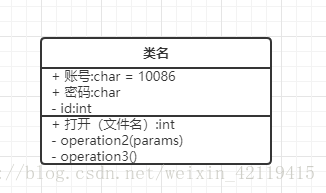 类名
+ 账号:char = 10086
+ 密码:char
- id:int
+ 打开（文件名）:int
- operation2(params)
- operation3()
://blog.csdn.net/weixin_42119415